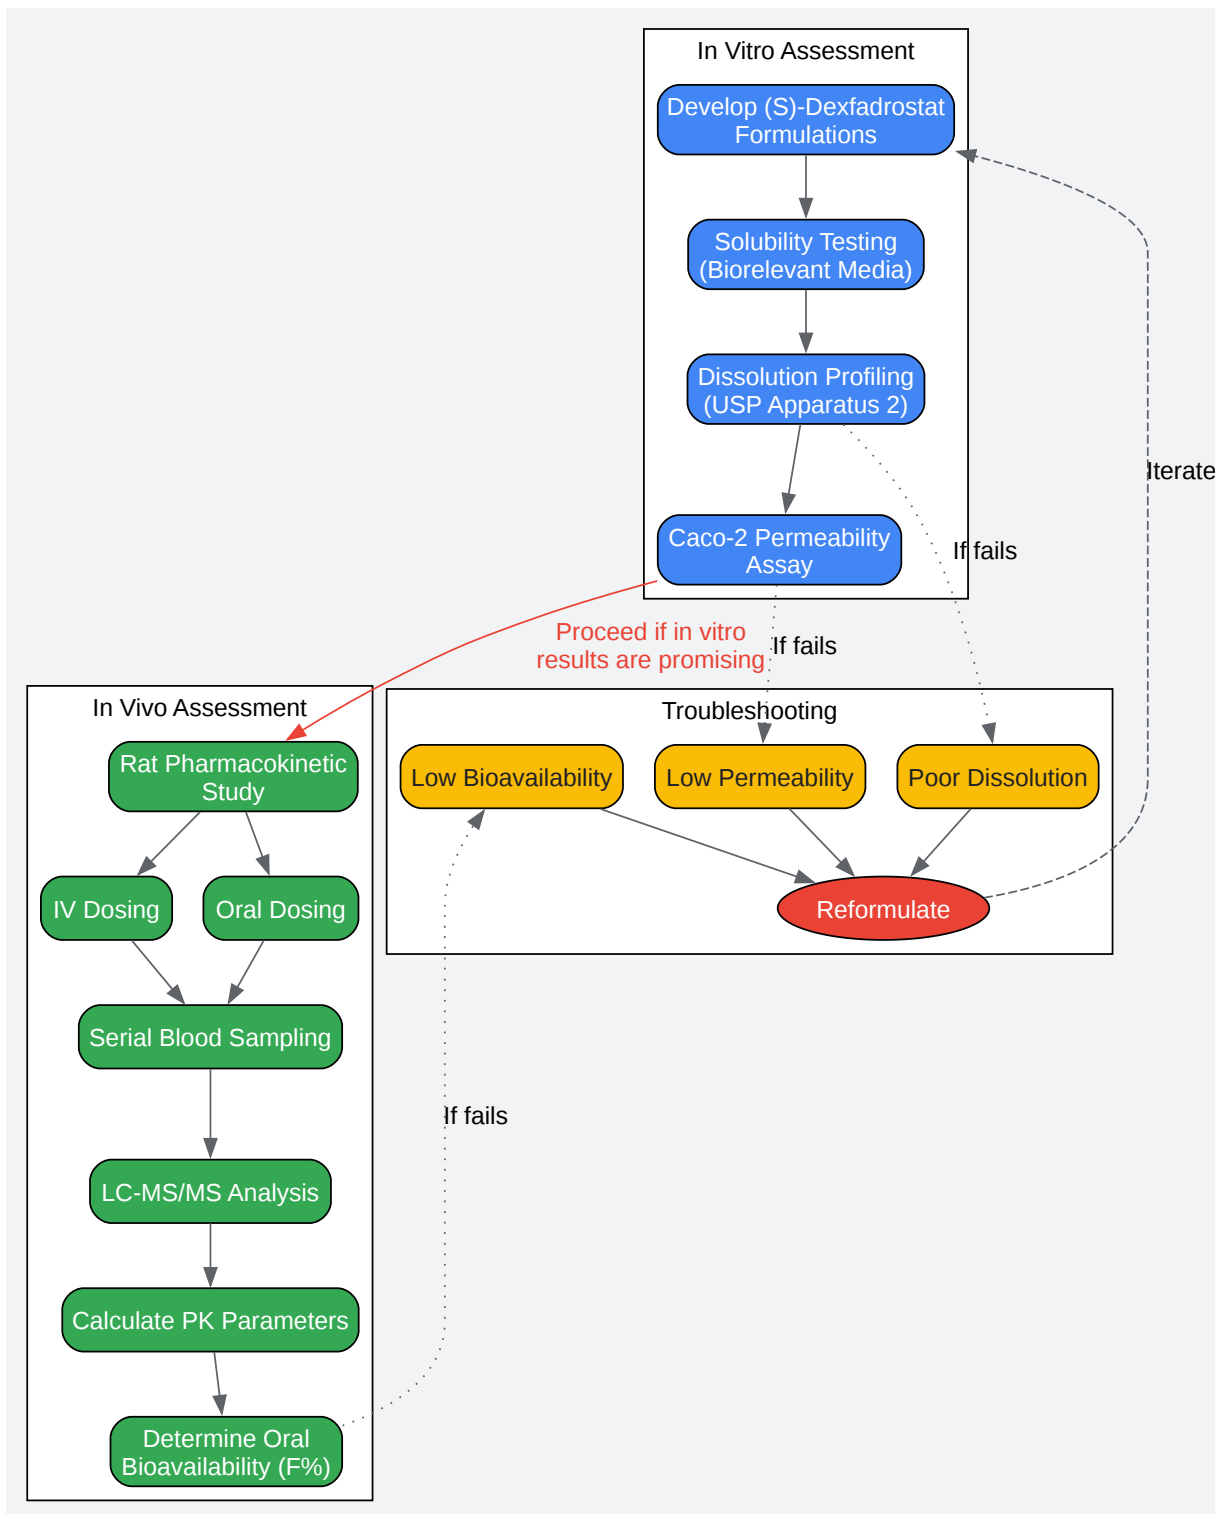 In Vitro Assessment
Develop (S)-Dexfadrostat
Formulations
Solubility Testing
(Biorelevant Media)
Dissolution Profiling
(USP Apparatus 2)
Iterate
Caco-2 Permeability
Assay
If fails
Proceed if in vitro
results are promising
If fails
In Vivo Assessment
Rat Pharmacokinetic
Study
IV Dosing
Oral Dosing
Serial Blood Sampling
LC-MS/MS Analysis
Calculate PK Parameters
Determine Oral
Bioavailability (F%)
Troubleshooting
Low Bioavailability
Low Permeability
Poor Dissolution
Reformulate
If fails